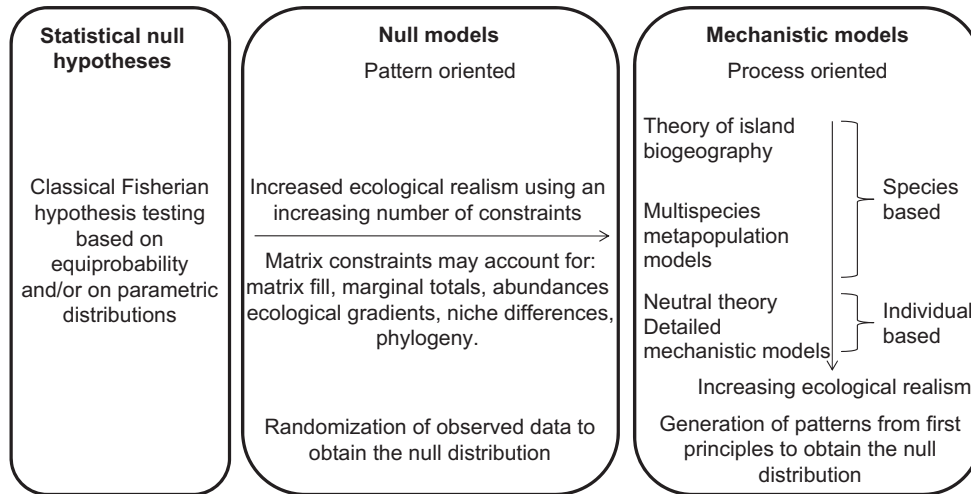 Statistical null
hypotheses
Classical Fisherian
hypothesis testing
based on
equiprobability
and/or on parametric
distributions
Null models
Pattern oriented
Increased ecological realism using an
increasing number of constraints
Matrix constraints may account for:
matrix fill, marginal totals, abundances
ecological gradients, niche differences,
phylogeny.
Randomization of observed data to
obtain the null distribution
Mechanistic models
Process oriented
Theory of island
biogeography
Multispecies
metapopulation
models
Species
based
Neutral theory
Detailed
mechanistic models
Individual
based
Increasing ecological realism
Generation of patterns from first
principles to obtain the null
distribution